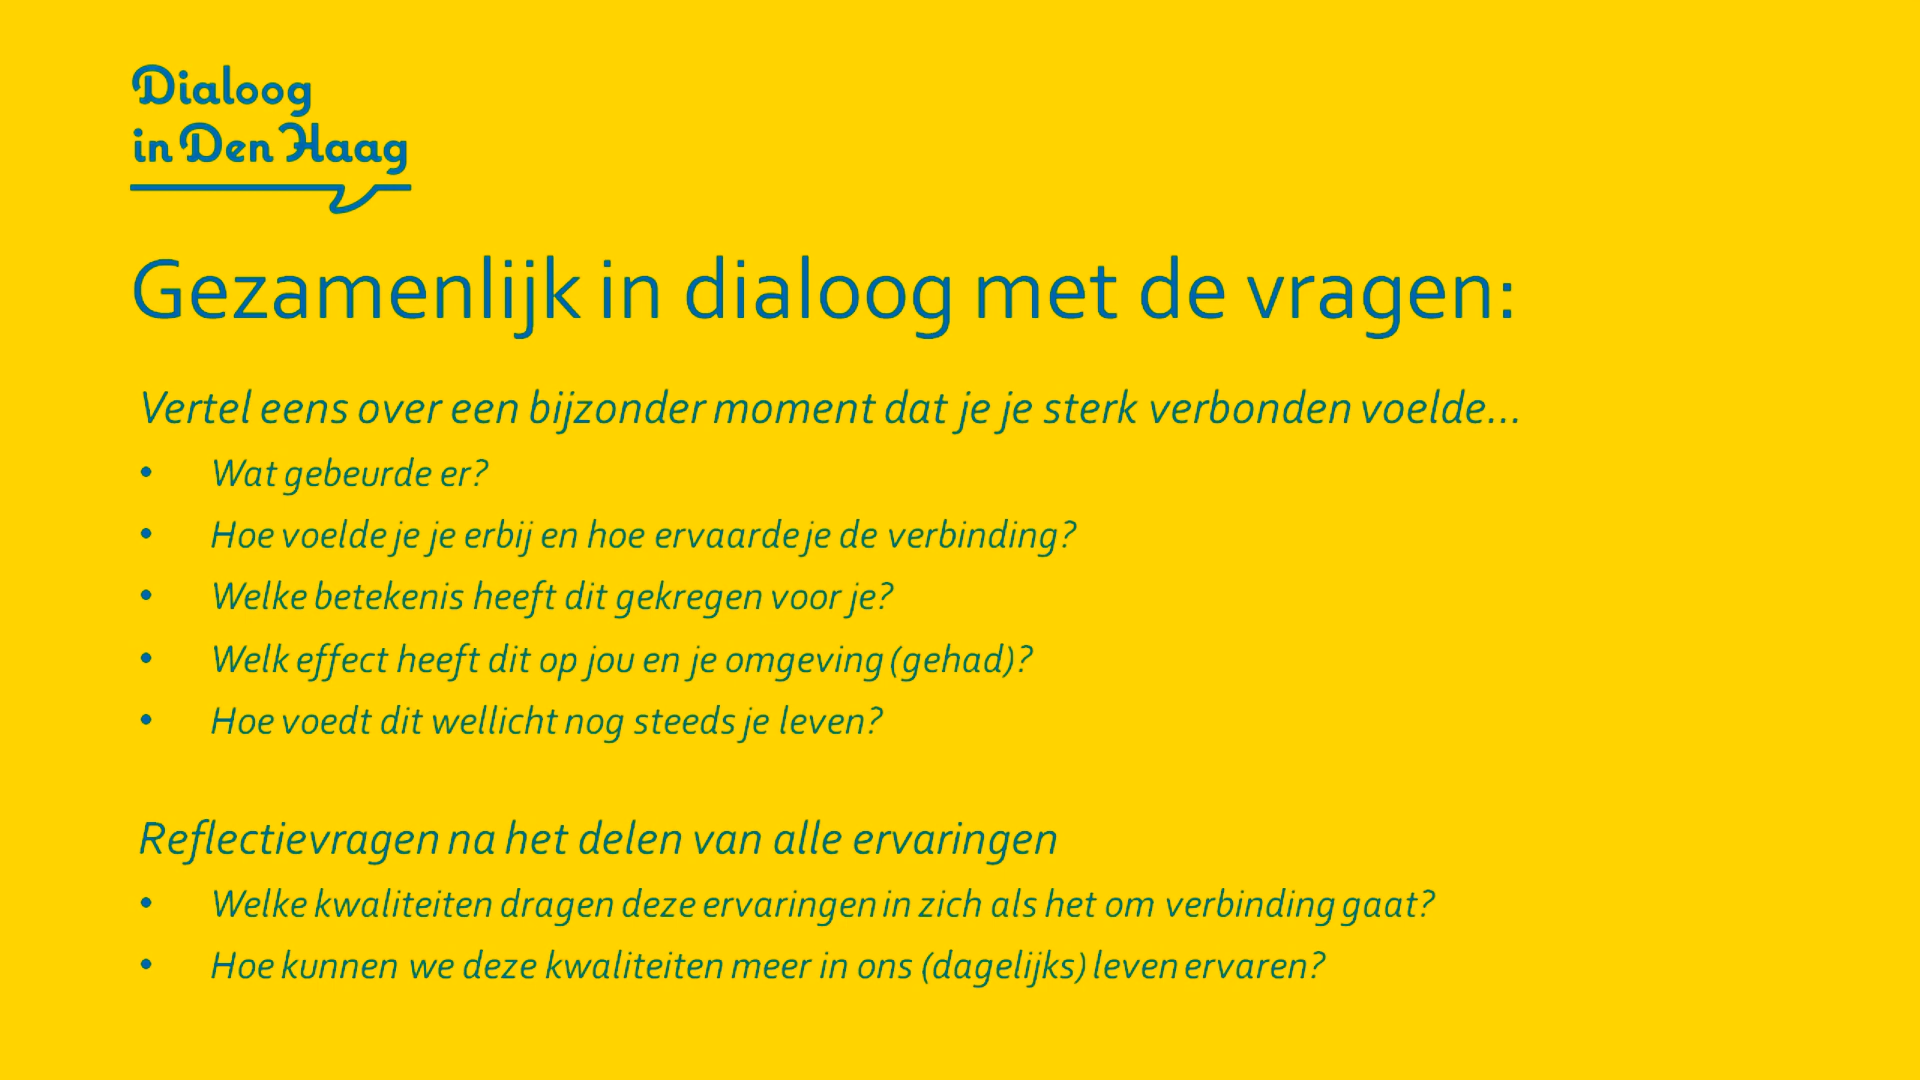 Dialoog
in Den Haag
Gezamenlijk in dialoog met de vragen:
Vertel eens over een bijzonder moment dat je je sterk verbonden voelde...
• Wat gebeurde er?
• Hoe voelde je je erbij en hoe ervaarde je de verbinding?
• Welke betekenis heeft dit gekregen voor je?
• Welk effect heeft dit op jou en je omgeving (gehad)?
• Hoe voedt dit wellicht nog steeds je leven?
Reflectievragen na het delen van alle ervaringen
• Welke kwaliteiten dragen deze ervaringen in zich als het om verbinding gaat?
• Hoe kunnen we deze kwaliteiten meer in ons (dagelijks) leven ervaren?